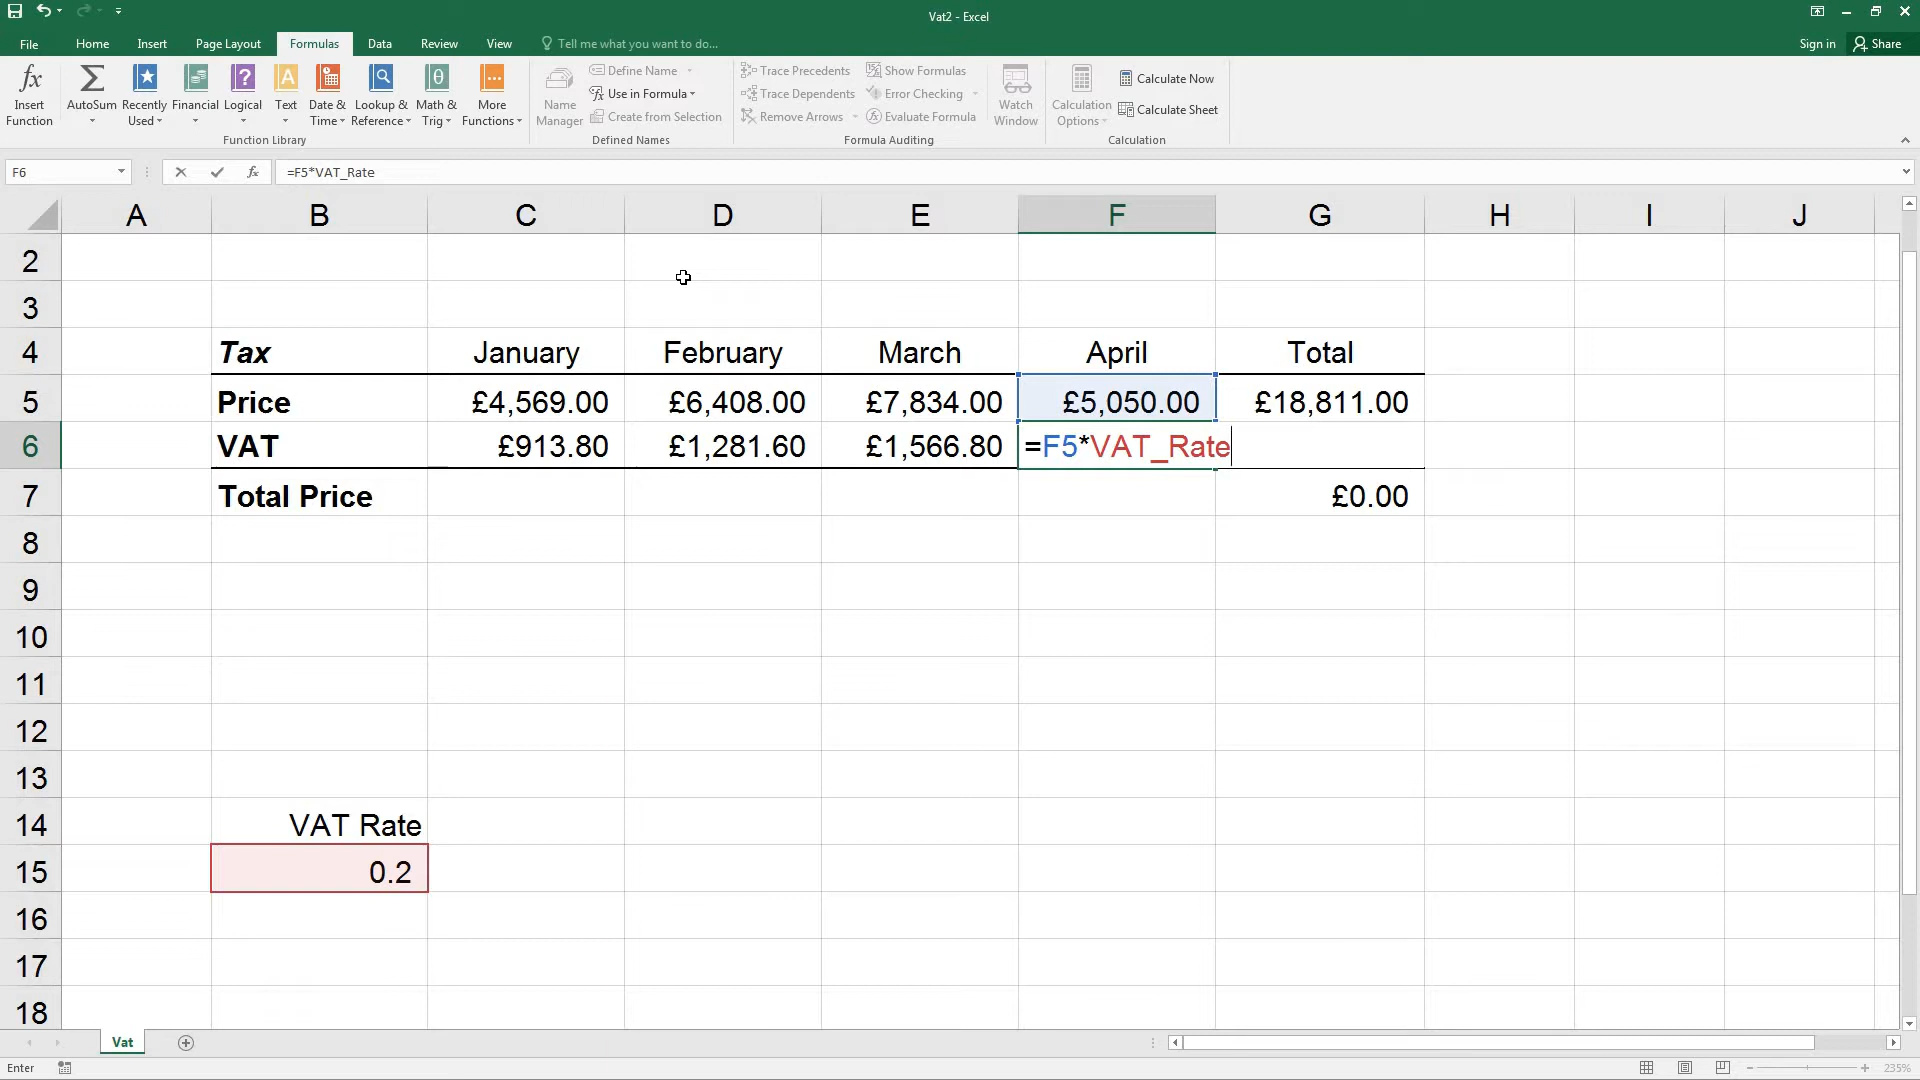 Vat2 - Excel
File Home Insert Page Layout Formulas Data Review View Tell me what you want to do... Sign in Share
Insert Function
AutoSum
Recently Used
Financial
Logical
Text
Date & Time
Lookup & Reference
Math & Trig
More Functions
Function Library
Name Manager
Define Name
Use in Formula
Create from Selection
Defined Names
Trace Precedents
Trace Dependents
Remove Arrows
Show Formulas
Error Checking
Evaluate Formula
Formula Auditing
Watch Window
Calculation Options
Calculate Now
Calculate Sheet
Calculation
F6 fx =F5*VAT_Rate
A B C D E F G H I J
2
3
4 Tax January February March April Total
5 Price £4,569.00 £6,408.00 £7,834.00 £5,050.00 £18,811.00
6 VAT £913.80 £1,281.60 £1,566.80 =F5*VAT_Rate
7 Total Price £0.00
8
9
10
11
12
13
14 VAT Rate
15 0.2
16
17
18
Vat
Enter 235%